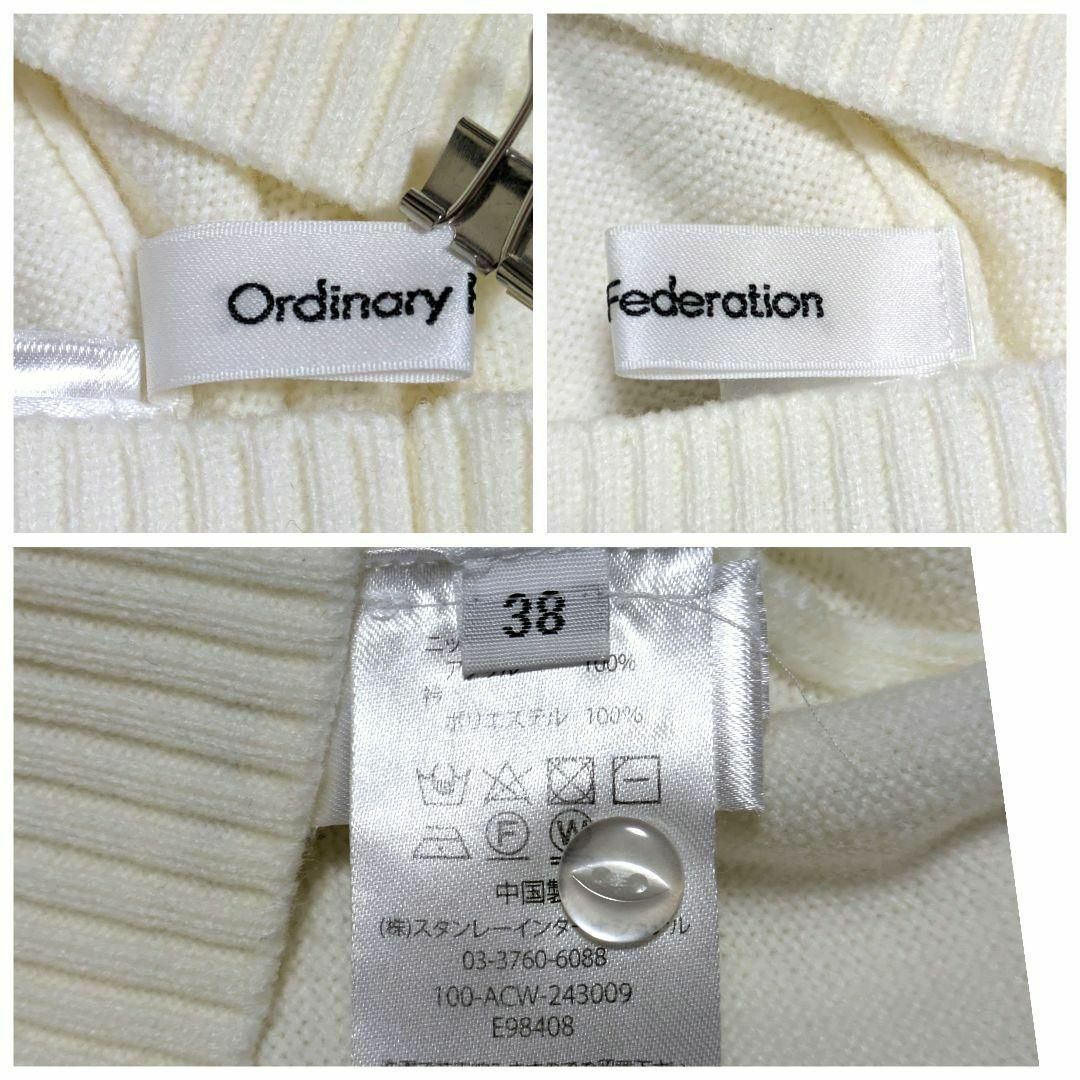 Ordinary
Federation
38
100%
衿
ポリエステル 100%
F
W
中国製
(株)スタンレーインター
03-3760-6088
100-ACW-243009
E98408